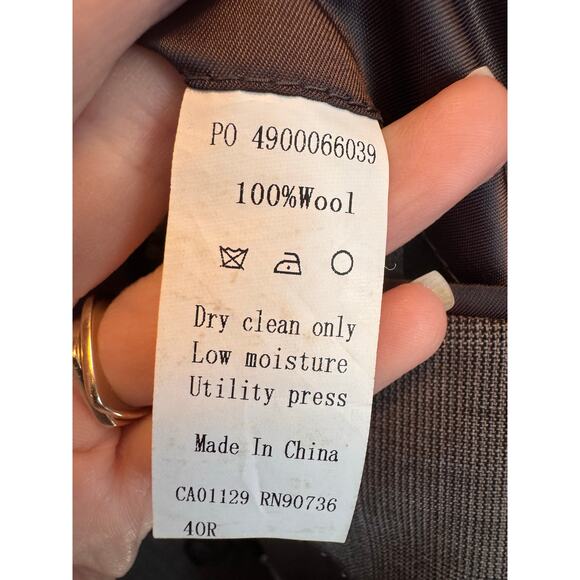 PO 4900066039
100%Wool
Dry clean only
Low moisture
Utility press
Made In China
CA01129 RN90736
40R